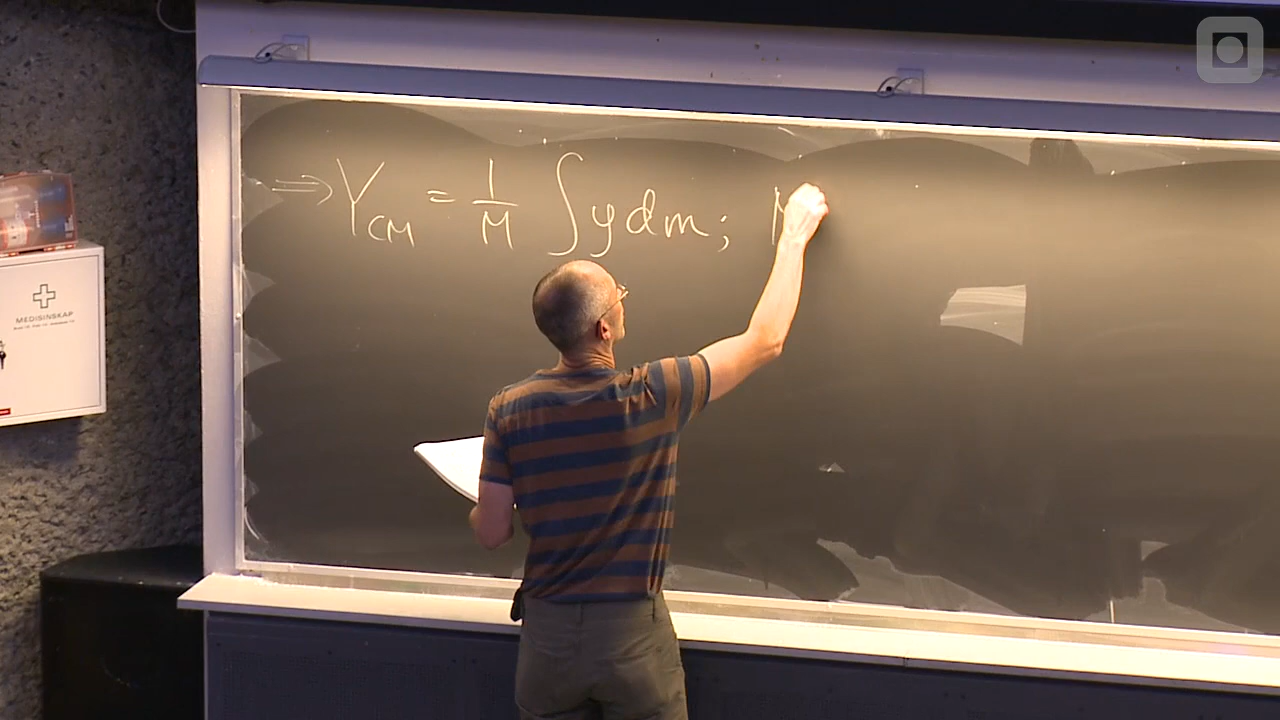 ⇒ Y_CM = 1/M ∫ y dm ;
MEDISINSKAP